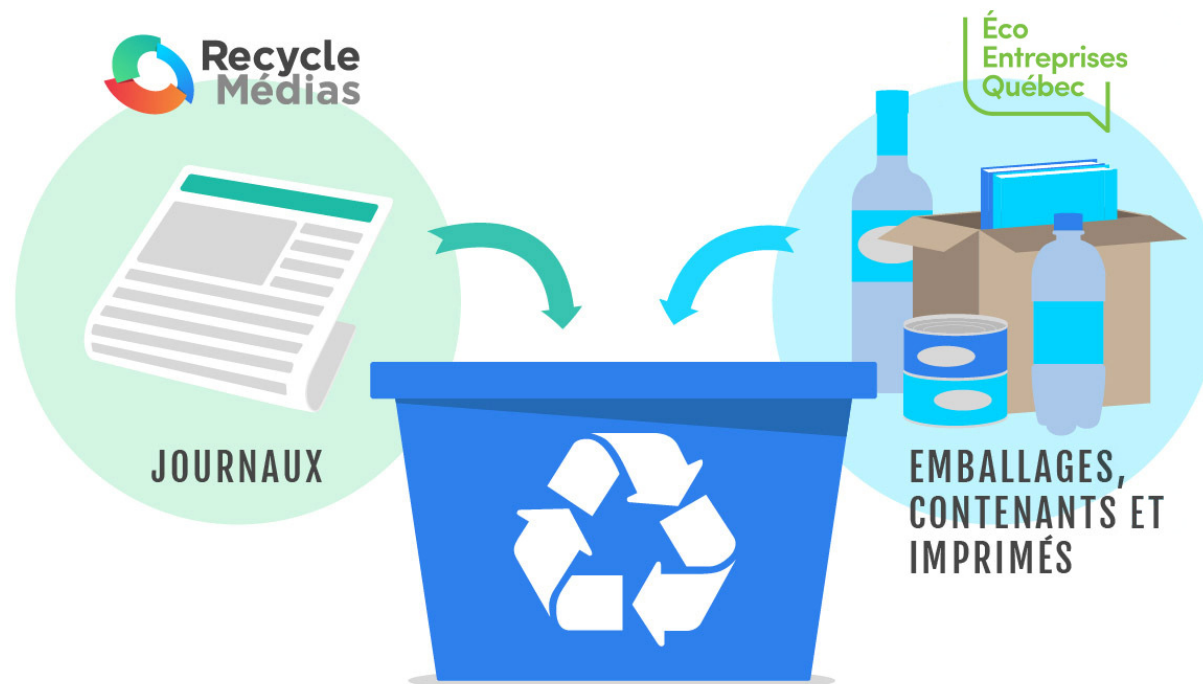 Recycle
Médias
JOURNAUX
Éco
Entreprises
Québec
EMBALLAGES,
CONTENANTS ET
IMPRIMÉS